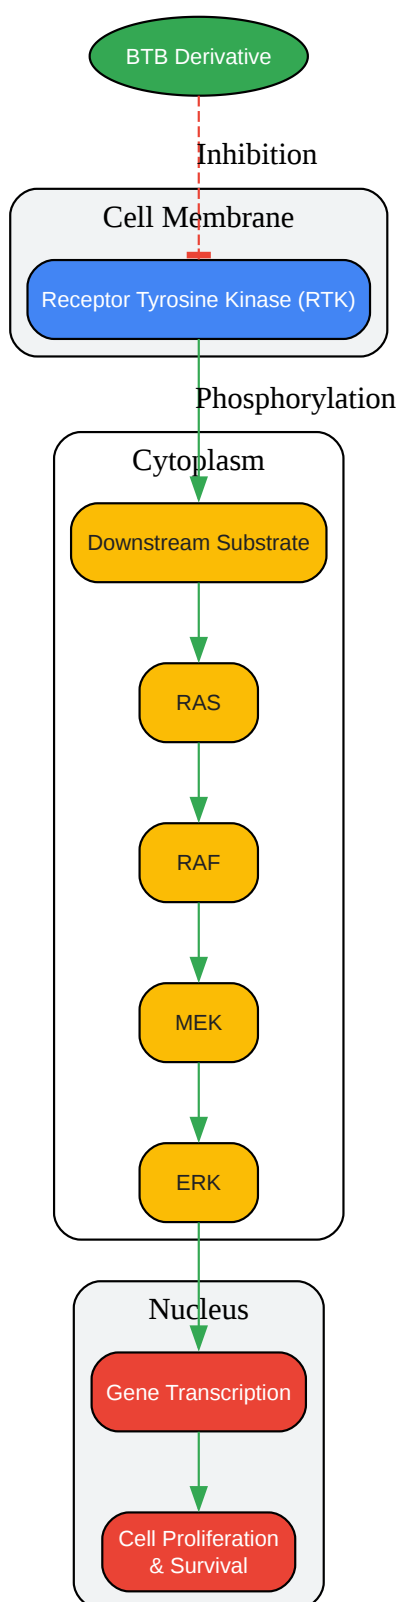 BTB Derivative
Inhibition
Cell Membrane
Receptor Tyrosine Kinase (RTK)
Phosphorylation
Cytoplasm
Downstream Substrate
RAS
RAF
MEK
ERK
Nucleus
Gene Transcription
Cell Proliferation
& Survival